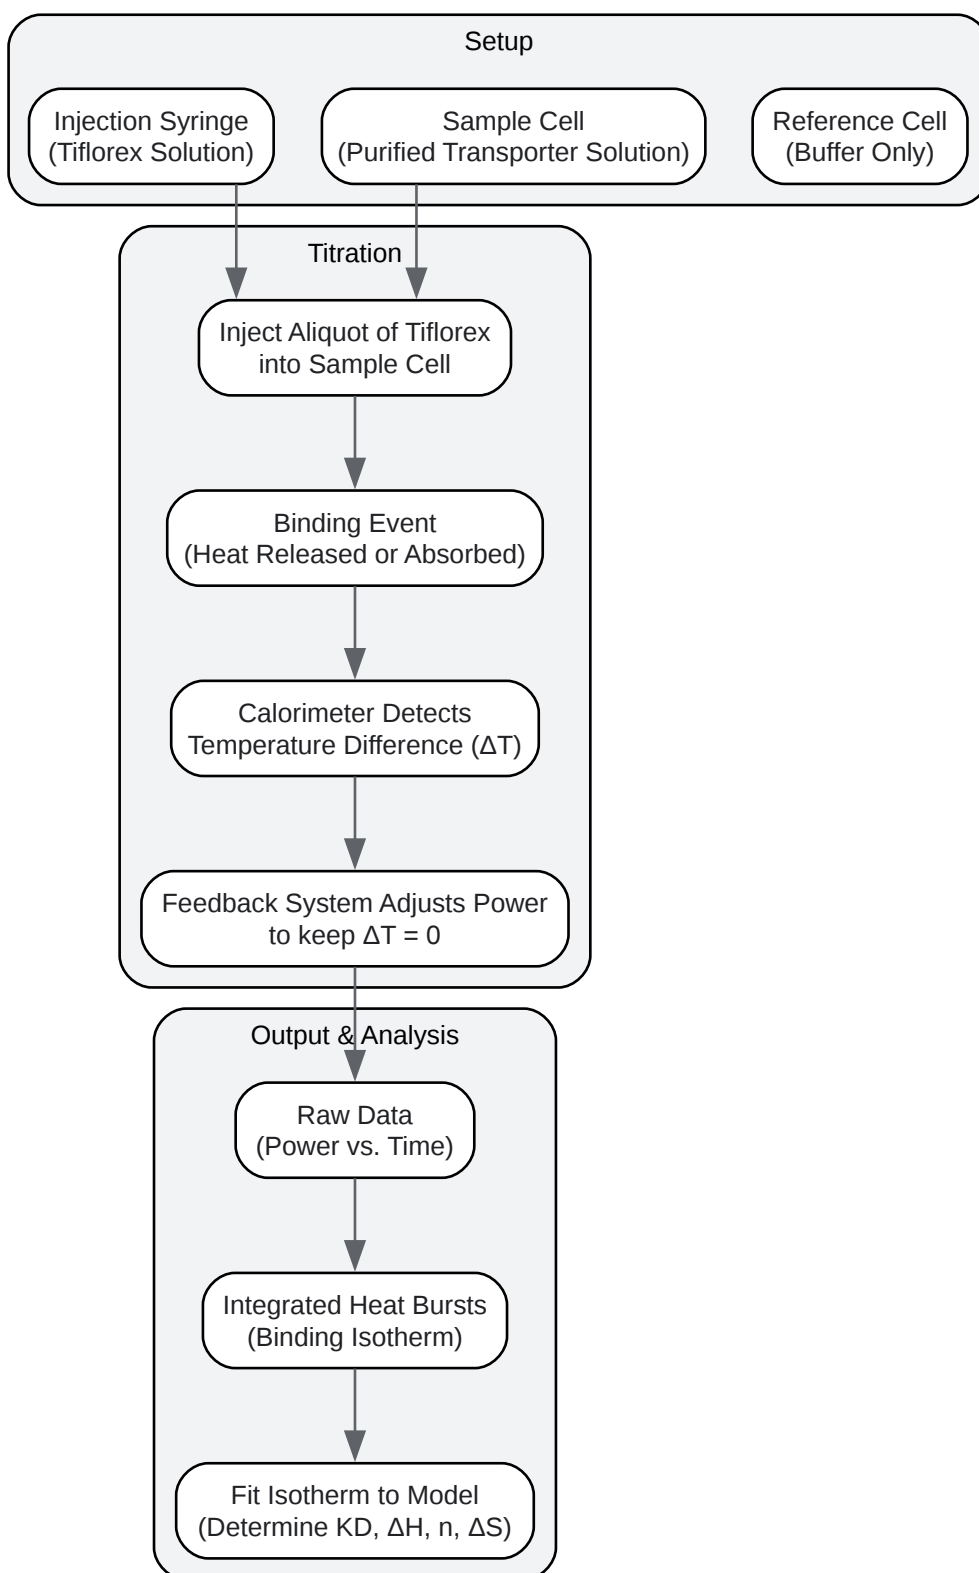 Setup
Injection Syringe
(Tiflorex Solution)
Sample Cell
(Purified Transporter Solution)
Reference Cell
(Buffer Only)
Titration
Inject Aliquot of Tiflorex
into Sample Cell
Binding Event
(Heat Released or Absorbed)
Calorimeter Detects
Temperature Difference (ΔT)
Feedback System Adjusts Power
to keep ΔT = 0
Output & Analysis
Raw Data
(Power vs. Time)
Integrated Heat Bursts
(Binding Isotherm)
Fit Isotherm to Model
(Determine KD, ΔH, n, ΔS)